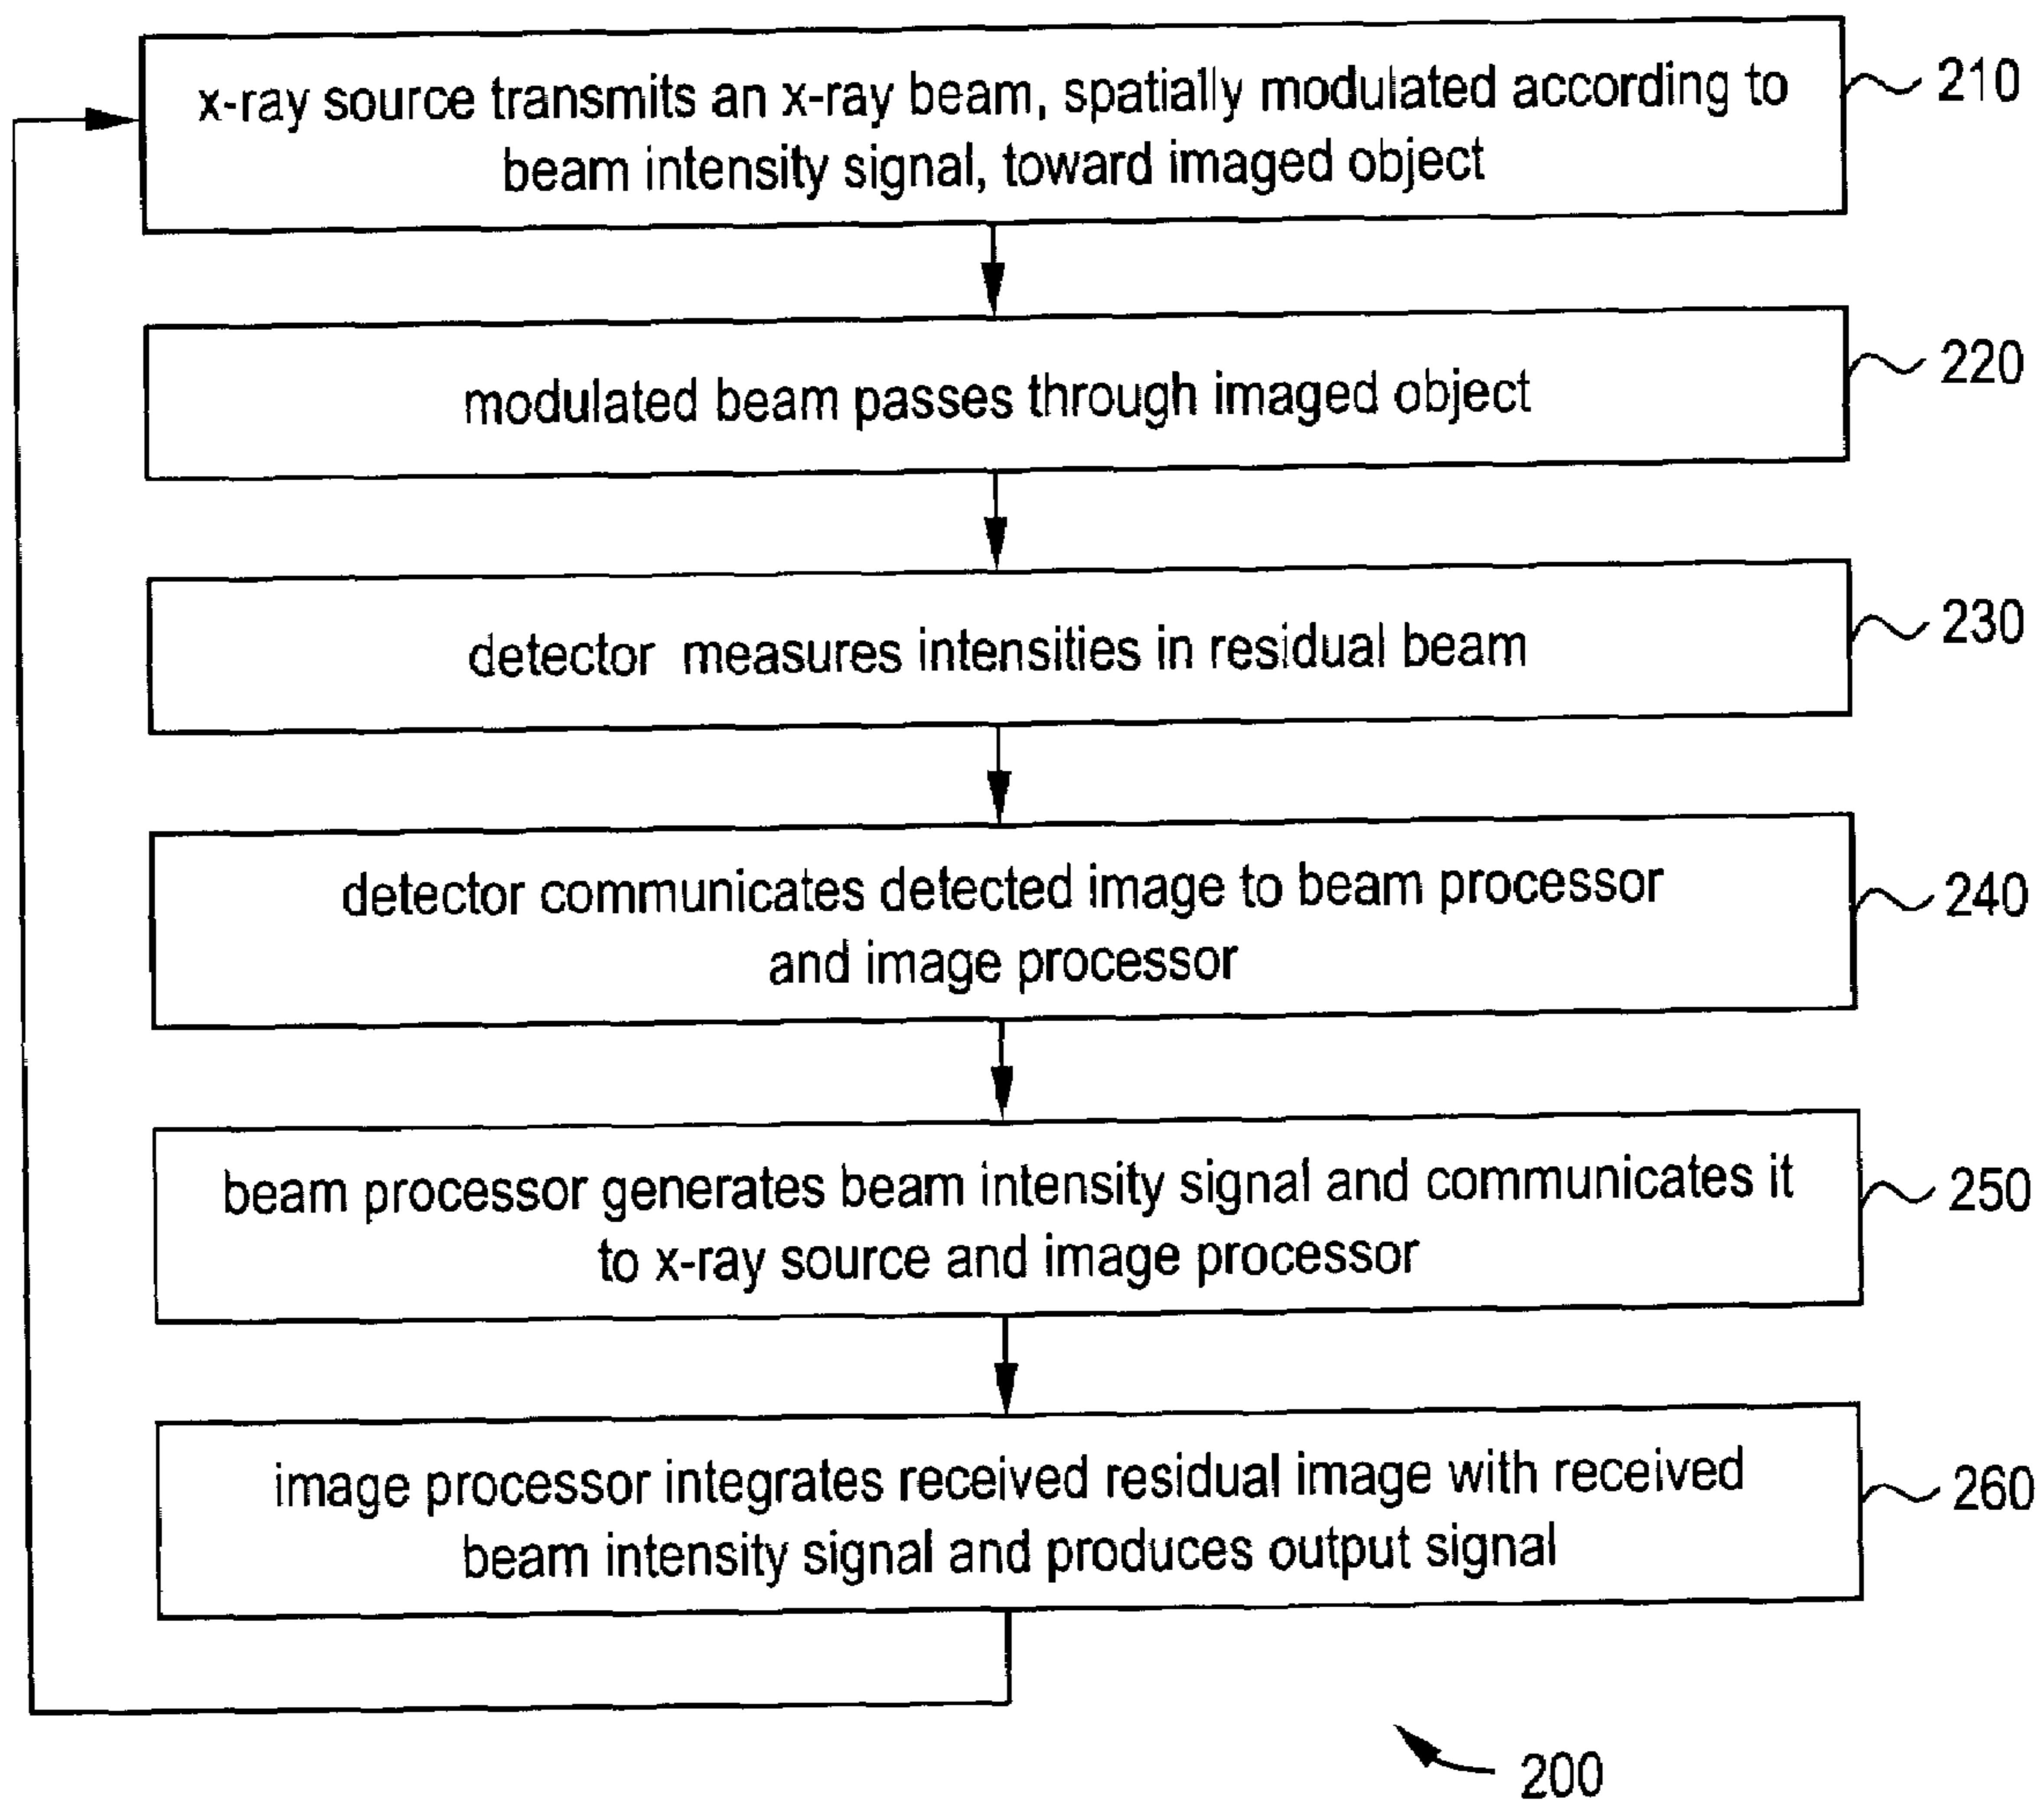 x-ray source transmits an x-ray beam, spatially modulated according to
beam intensity signal, toward imaged object
210
modulated beam passes through imaged object
220
detector measures intensities in residual beam
230
detector communicates detected image to beam processor
and image processor
240
beam processor generates beam intensity signal and communicates it
to x-ray source and image processor
250
image processor integrates received residual image with received
beam intensity signal and produces output signal
260
200